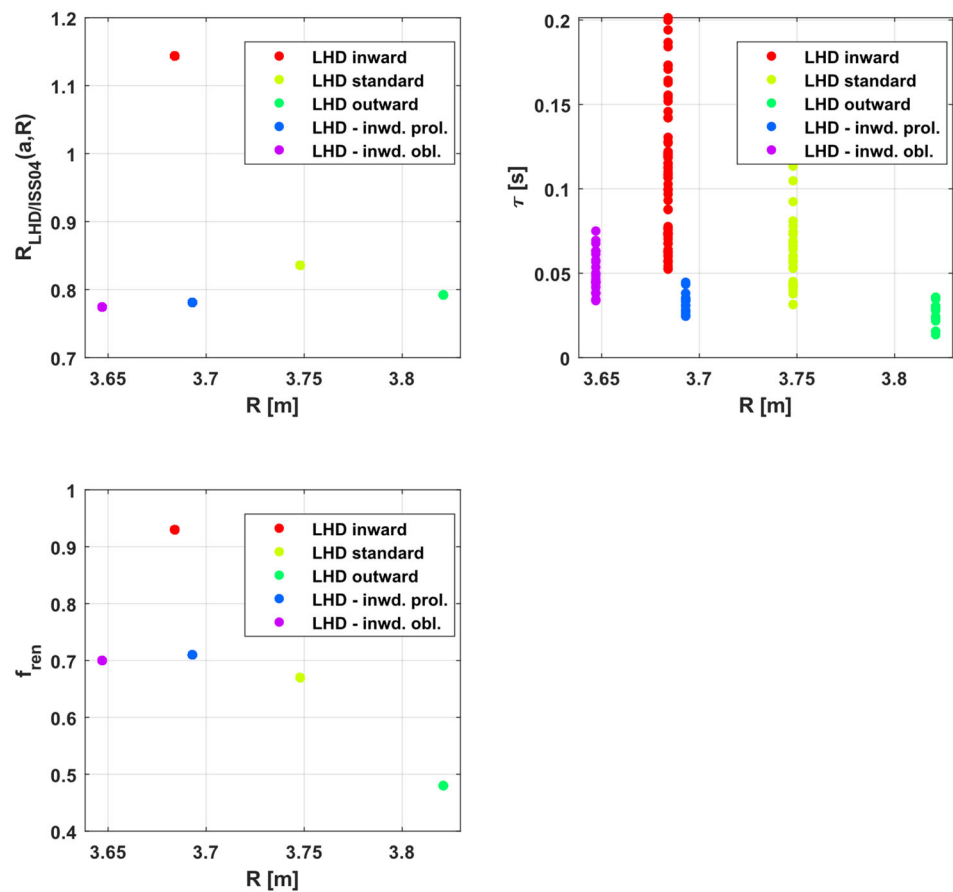 1.2
1.1
1
0.9
0.8
0.7
R_LHD/ISS04(a,R)
LHD inward
LHD standard
LHD outward
LHD - inwd. prol.
LHD - inwd. obl.
3.65
3.7
3.75
3.8
R [m]
0.2
0.15
0.1
0.05
0
τ [s]
LHD inward
LHD standard
LHD outward
LHD - inwd. prol.
LHD - inwd. obl.
3.65
3.7
3.75
3.8
R [m]
1
0.9
0.8
0.7
0.6
0.5
0.4
f_ren
LHD inward
LHD standard
LHD outward
LHD - inwd. prol.
LHD - inwd. obl.
3.65
3.7
3.75
3.8
R [m]